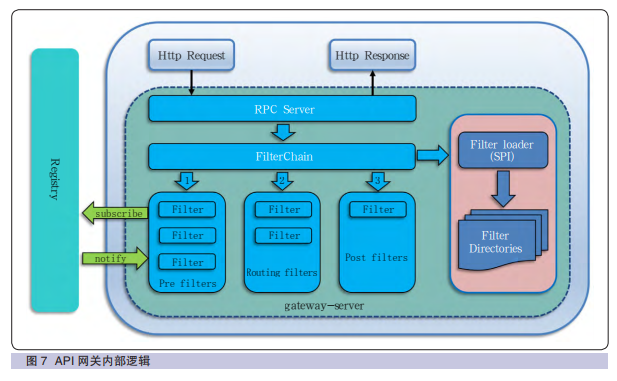 Http Request
Http Response
RPC Server
FilterChain
Filter loader
(SPI)
Registry
1
2
3
subscribe
notify
Filter
Filter
Filter
Pre filters
Filter
Filter
Routing filters
Filter
Post filters
Filter
Directories
gateway-server
图 7 API 网关内部逻辑